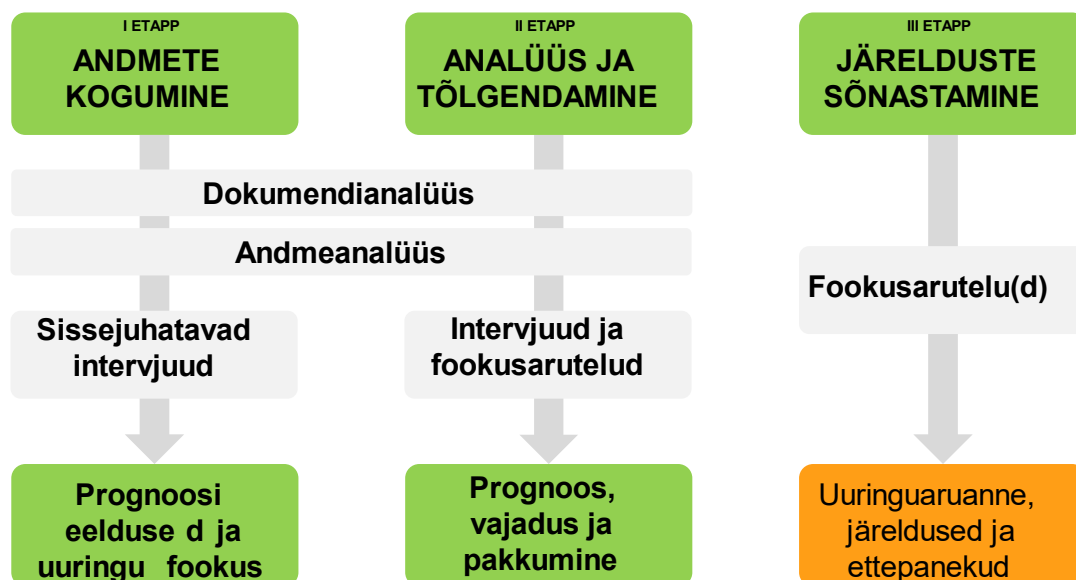 I ETAPP
ANDMETE
KOGUMINE
II ETAPP
ANALÜÜS JA
TÕLGENDAMINE
III ETAPP
JÄRELDUSTE
SÕNASTAMINE
Dokumendianalüüs
Andmeanalüüs
Sissejuhatavad
intervjuud
Intervjuud ja
fookusarutelud
Fookusarutelu(d)
Prognoosi
eelduse d ja
uuringu fookus
Prognoos,
vajadus ja
pakkumine
Uuringuaruanne,
järeldused ja
ettepanekud